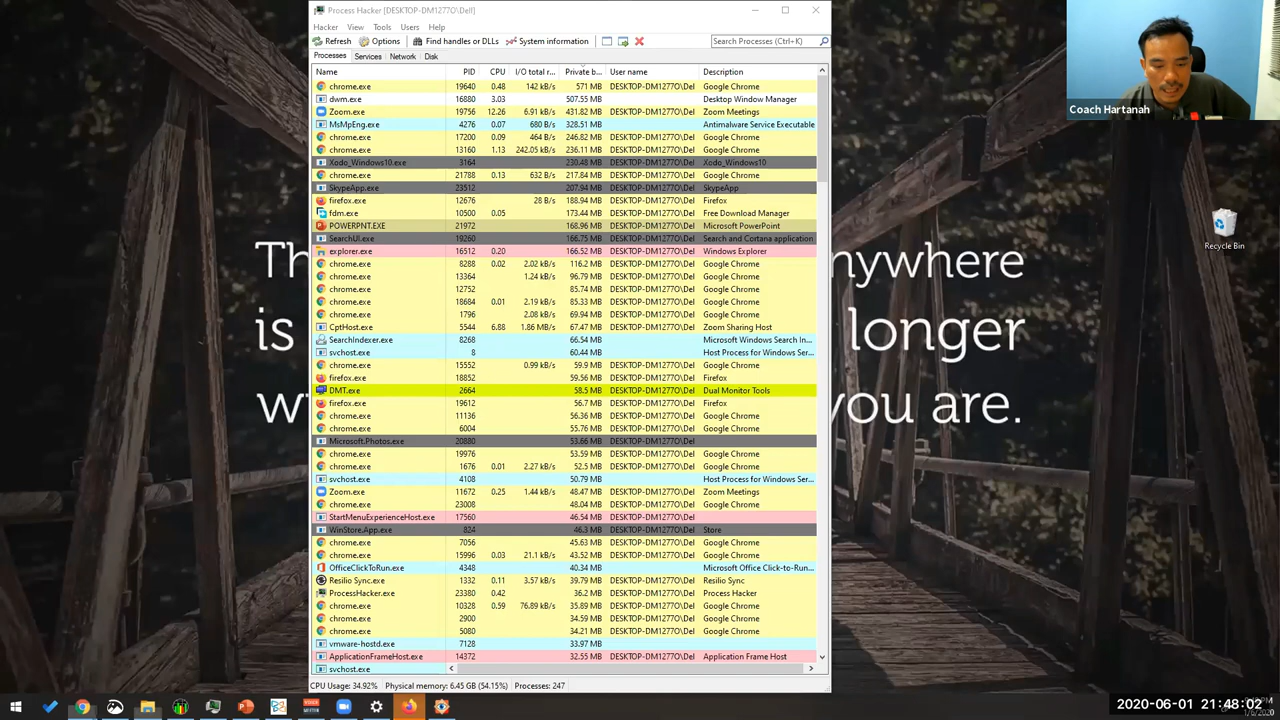 Process Hacker [DESKTOP-DM1277O\Dell]
Hacker View Tools Users Help
Refresh Options Find handles or DLLs System information Search Processes (Ctrl+K)
Processes Services Network Disk
Name PID CPU I/O total r... Private b... User name Description
chrome.exe 19640 0.48 142 kB/s 571 MB DESKTOP-DM1277O\Del Google Chrome
dwm.exe 16880 3.03 507.55 MB Desktop Window Manager
Zoom.exe 19756 12.26 6.91 kB/s 431.82 MB DESKTOP-DM1277O\Del Zoom Meetings
MsMpEng.exe 4276 0.07 680 B/s 328.51 MB Antimalware Service Executable
chrome.exe 17200 0.09 464 B/s 246.82 MB DESKTOP-DM1277O\Del Google Chrome
chrome.exe 13160 1.13 242.05 kB/s 236.11 MB DESKTOP-DM1277O\Del Google Chrome
Xodo_Windows10.exe 3164 230.48 MB DESKTOP-DM1277O\Del Xodo_Windows10
chrome.exe 21788 0.13 632 B/s 217.84 MB DESKTOP-DM1277O\Del Google Chrome
SkypeApp.exe 23512 207.94 MB DESKTOP-DM1277O\Del SkypeApp
firefox.exe 12676 28 B/s 188.94 MB DESKTOP-DM1277O\Del Firefox
fdm.exe 10500 0.05 173.44 MB DESKTOP-DM1277O\Del Free Download Manager
POWERPNT.EXE 21972 168.96 MB DESKTOP-DM1277O\Del Microsoft PowerPoint
SearchUI.exe 19260 166.75 MB DESKTOP-DM1277O\Del Search and Cortana application
explorer.exe 16512 0.20 166.52 MB DESKTOP-DM1277O\Del Windows Explorer
chrome.exe 8288 0.02 2.02 kB/s 116.2 MB DESKTOP-DM1277O\Del Google Chrome
chrome.exe 13364 1.24 kB/s 96.79 MB DESKTOP-DM1277O\Del Google Chrome
chrome.exe 12752 85.74 MB DESKTOP-DM1277O\Del Google Chrome
chrome.exe 18684 0.01 2.19 kB/s 85.33 MB DESKTOP-DM1277O\Del Google Chrome
chrome.exe 1796 2.08 kB/s 69.94 MB DESKTOP-DM1277O\Del Google Chrome
CptHost.exe 5544 6.88 1.86 MB/s 67.47 MB DESKTOP-DM1277O\Del Zoom Sharing Host
SearchIndexer.exe 8268 66.54 MB Microsoft Windows Search In...
svchost.exe 8 60.44 MB Host Process for Windows Ser...
chrome.exe 15552 0.99 kB/s 59.9 MB DESKTOP-DM1277O\Del Google Chrome
firefox.exe 18852 59.56 MB DESKTOP-DM1277O\Del Firefox
DMT.exe 2664 58.5 MB DESKTOP-DM1277O\Del Dual Monitor Tools
firefox.exe 19612 56.7 MB DESKTOP-DM1277O\Del Firefox
chrome.exe 11136 56.36 MB DESKTOP-DM1277O\Del Google Chrome
chrome.exe 6004 55.76 MB DESKTOP-DM1277O\Del Google Chrome
Microsoft.Photos.exe 20880 53.66 MB DESKTOP-DM1277O\Del
chrome.exe 19976 53.59 MB DESKTOP-DM1277O\Del Google Chrome
chrome.exe 1676 0.01 2.27 kB/s 52.5 MB DESKTOP-DM1277O\Del Google Chrome
svchost.exe 4108 50.79 MB Host Process for Windows Ser...
Zoom.exe 11672 0.25 1.44 kB/s 48.47 MB DESKTOP-DM1277O\Del Zoom Meetings
chrome.exe 23008 48.04 MB DESKTOP-DM1277O\Del Google Chrome
StartMenuExperienceHost.exe 17560 46.54 MB DESKTOP-DM1277O\Del
WinStore.App.exe 824 46.3 MB DESKTOP-DM1277O\Del Store
chrome.exe 7056 45.63 MB DESKTOP-DM1277O\Del Google Chrome
chrome.exe 15996 0.03 21.1 kB/s 43.52 MB DESKTOP-DM1277O\Del Google Chrome
OfficeClickToRun.exe 4348 40.34 MB Microsoft Office Click-to-Run...
Resilio Sync.exe 1332 0.11 3.57 kB/s 39.79 MB DESKTOP-DM1277O\Del Resilio Sync
ProcessHacker.exe 23380 0.42 36.2 MB DESKTOP-DM1277O\Del Process Hacker
chrome.exe 10328 0.59 76.89 kB/s 35.89 MB DESKTOP-DM1277O\Del Google Chrome
chrome.exe 2900 34.59 MB DESKTOP-DM1277O\Del Google Chrome
chrome.exe 5080 34.21 MB DESKTOP-DM1277O\Del Google Chrome
vmware-hostd.exe 7128 33.97 MB
ApplicationFrameHost.exe 14372 32.55 MB DESKTOP-DM1277O\Del Application Frame Host
svchost.exe
CPU Usage: 34.92% Physical memory: 6.45 GB (54.15%) Processes: 247
Coach Hartanah
Recycle Bin
Th
nywhere
is
longer
w
you are.
2020-06-01 21:48:02